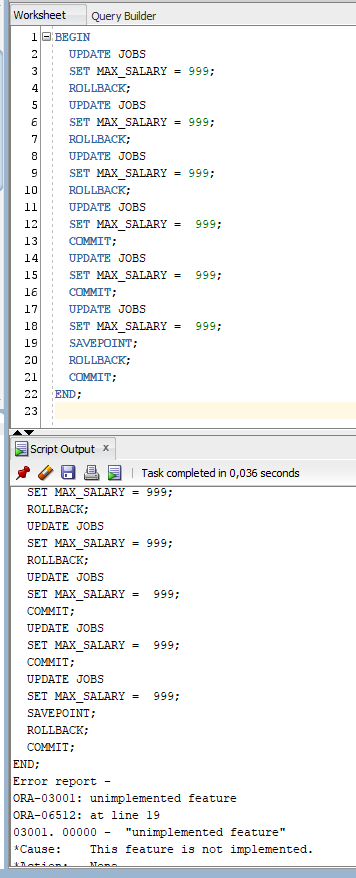 Worksheet Query Builder
1 BEGIN
2 UPDATE JOBS
3 SET MAX_SALARY = 999;
4 ROLLBACK;
5 UPDATE JOBS
6 SET MAX_SALARY = 999;
7 ROLLBACK;
8 UPDATE JOBS
9 SET MAX_SALARY = 999;
10 ROLLBACK;
11 UPDATE JOBS
12 SET MAX_SALARY =  999;
13 COMMIT;
14 UPDATE JOBS
15 SET MAX_SALARY =  999;
16 COMMIT;
17 UPDATE JOBS
18 SET MAX_SALARY =  999;
19 SAVEPOINT;
20 ROLLBACK;
21 COMMIT;
22 END;
23
Script Output x
Task completed in 0,036 seconds
SET MAX_SALARY = 999;
ROLLBACK;
UPDATE JOBS
SET MAX_SALARY = 999;
ROLLBACK;
UPDATE JOBS
SET MAX_SALARY =  999;
COMMIT;
UPDATE JOBS
SET MAX_SALARY =  999;
COMMIT;
UPDATE JOBS
SET MAX_SALARY =  999;
SAVEPOINT;
ROLLBACK;
COMMIT;
END;
Error report -
ORA-03001: unimplemented feature
ORA-06512: at line 19
03001. 00000 -  "unimplemented feature"
*Cause:    This feature is not implemented.
*Action:   None.